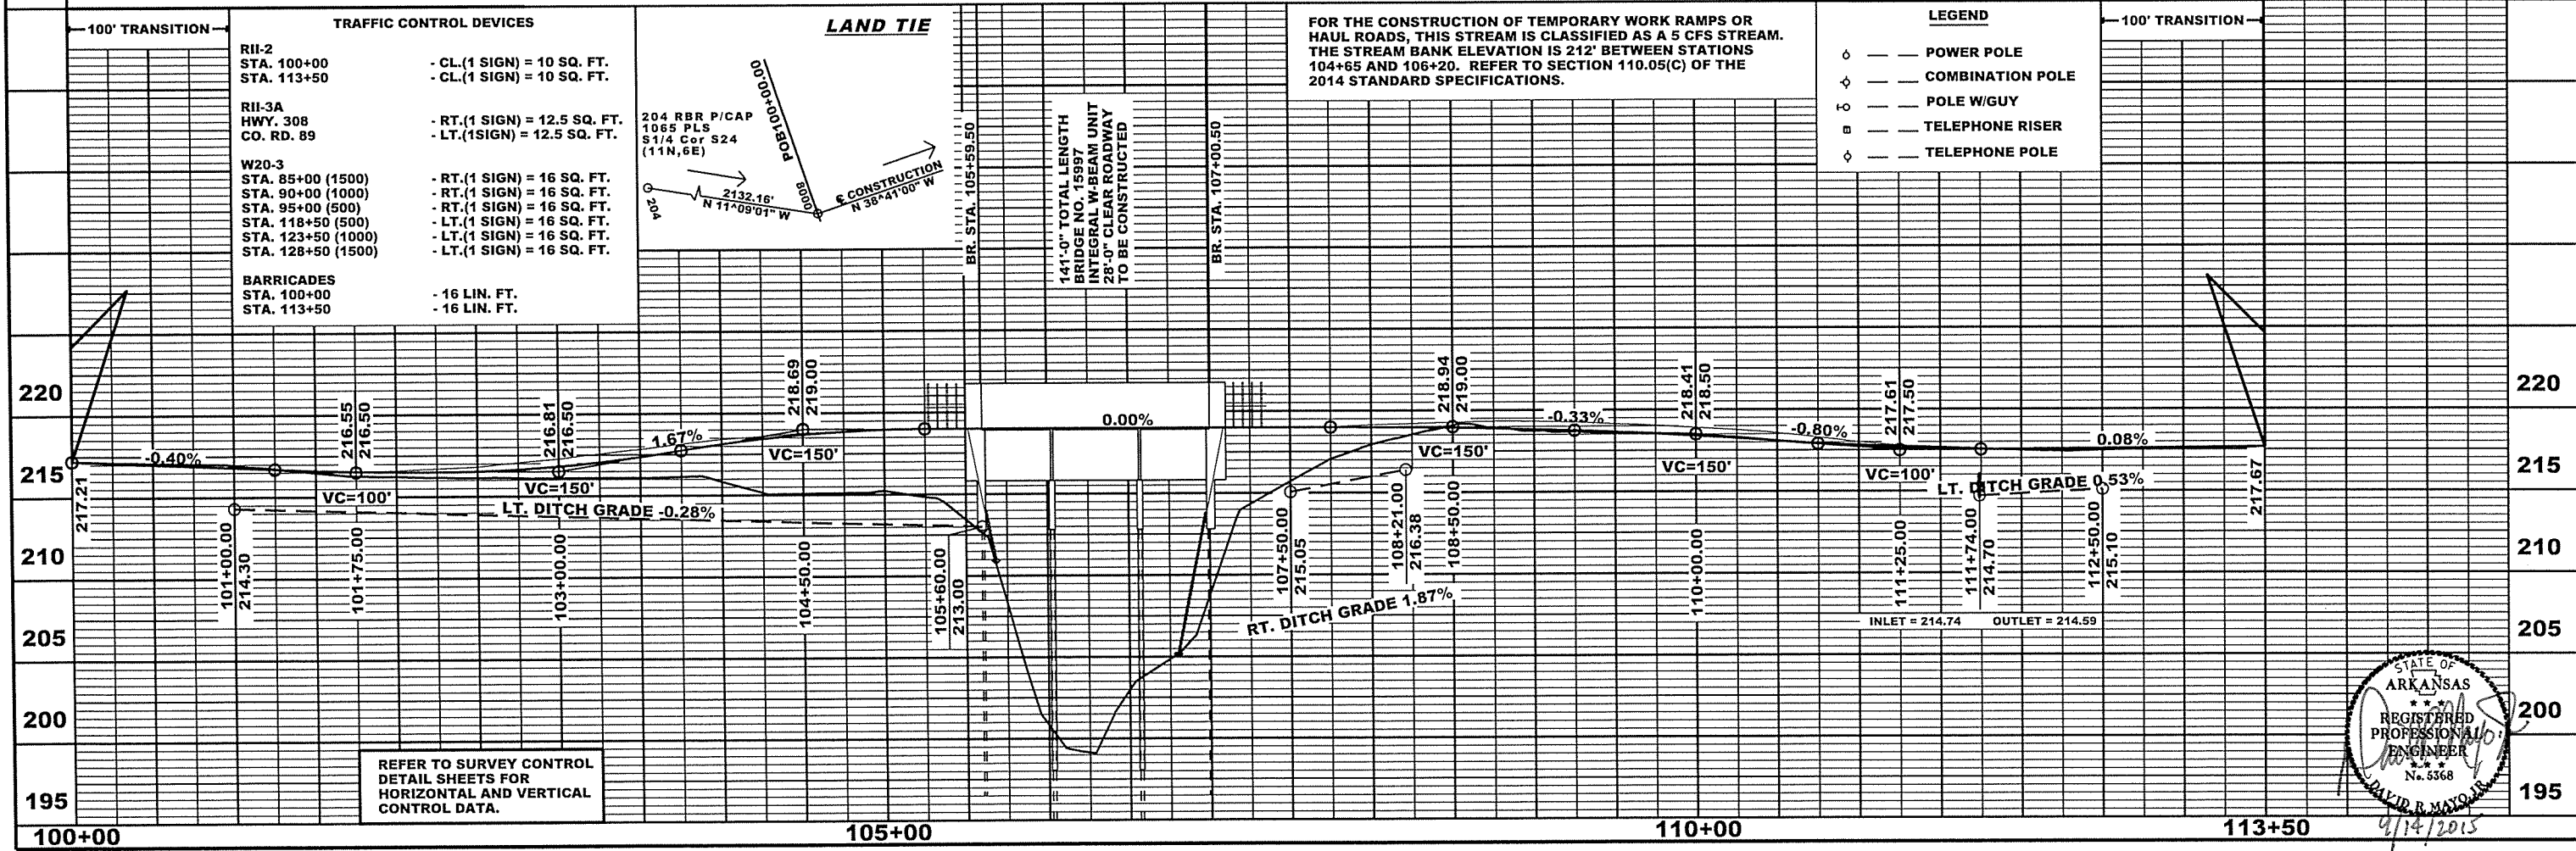 100' TRANSITION
TRAFFIC CONTROL DEVICES
RII-2
STA. 100+00 - CL.(1 SIGN) = 10 SQ. FT.
STA. 113+50 - CL.(1 SIGN) = 10 SQ. FT.
RII-3A
HWY. 308 - RT.(1 SIGN) = 12.5 SQ. FT.
CO. RD. 89 - LT.(1SIGN) = 12.5 SQ. FT.
W20-3
STA. 85+00 (1500) - RT.(1 SIGN) = 16 SQ. FT.
STA. 90+00 (1000) - RT.(1 SIGN) = 16 SQ. FT.
STA. 95+00 (500) - RT.(1 SIGN) = 16 SQ. FT.
STA. 118+50 (500) - LT.(1 SIGN) = 16 SQ. FT.
STA. 123+50 (1000) - LT.(1 SIGN) = 16 SQ. FT.
STA. 128+50 (1500) - LT.(1 SIGN) = 16 SQ. FT.
BARRICADES
STA. 100+00 - 16 LIN. FT.
STA. 113+50 - 16 LIN. FT.
LAND TIE
204 RBR P/CAP
1065 PLS
S1/4 Cor S24
(11N,6E)
POB100+00.00
8000
204
2132.16'
N 11^09'01" W
℄ CONSTRUCTION
N 38^41'00" W
BR. STA. 105+59.50
141'-0" TOTAL LENGTH
BRIDGE NO. 15997
INTEGRAL W-BEAM UNIT
28'-0" CLEAR ROADWAY
TO BE CONSTRUCTED
BR. STA. 107+00.50
FOR THE CONSTRUCTION OF TEMPORARY WORK RAMPS OR
HAUL ROADS, THIS STREAM IS CLASSIFIED AS A 5 CFS STREAM.
THE STREAM BANK ELEVATION IS 212' BETWEEN STATIONS
104+65 AND 106+20. REFER TO SECTION 110.05(C) OF THE
2014 STANDARD SPECIFICATIONS.
LEGEND
POWER POLE
COMBINATION POLE
POLE W/GUY
TELEPHONE RISER
TELEPHONE POLE
100' TRANSITION
220
215
210
205
200
195
217.21
-0.40%
216.55
216.50
VC=100'
101+75.00
101+00.00
214.30
LT. DITCH GRADE -0.28%
216.81
216.50
VC=150'
103+00.00
1.67%
218.69
219.00
VC=150'
104+50.00
105+60.00
213.00
0.00%
107+50.00
215.05
RT. DITCH GRADE 1.87%
108+21.00
216.38
218.94
219.00
VC=150'
108+50.00
-0.33%
218.41
218.50
VC=150'
110+00.00
-0.80%
217.61
217.50
VC=100'
111+25.00
LT. DITCH GRADE 0.53%
111+74.00
214.70
INLET = 214.74 OUTLET = 214.59
112+50.00
215.10
0.08%
217.67
220
215
210
205
200
195
REFER TO SURVEY CONTROL
DETAIL SHEETS FOR
HORIZONTAL AND VERTICAL
CONTROL DATA.
100+00
105+00
110+00
113+50
STATE OF
ARKANSAS
REGISTERED
PROFESSIONAL
ENGINEER
No. 5368
DAVID R. MAYO, JR.
9/14/2015